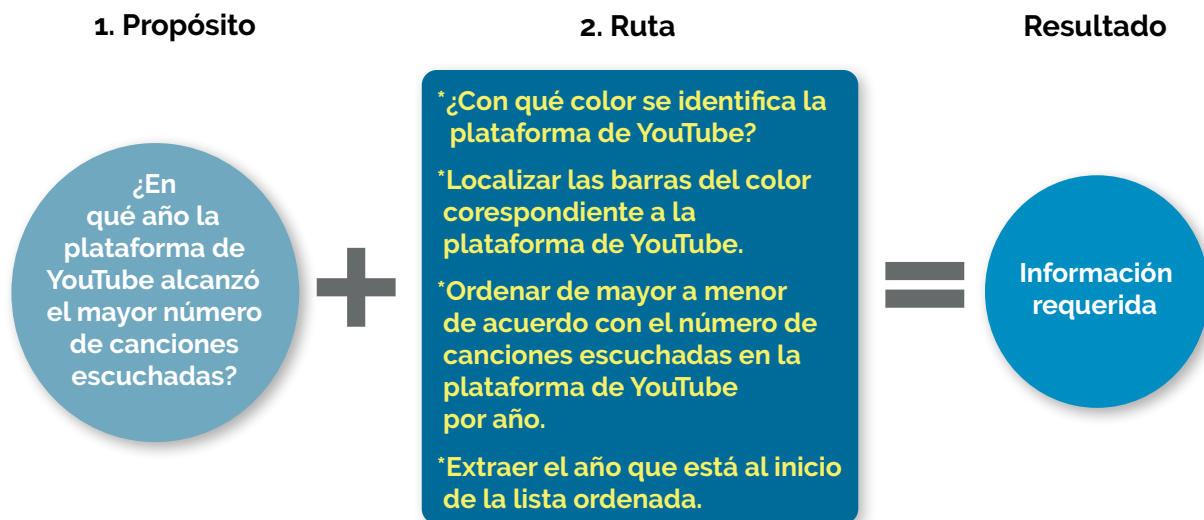 1. Propósito
¿En
qué año la
plataforma de
YouTube alcanzó
el mayor número
de canciones
escuchadas?
2. Ruta
*¿Con qué color se identifica la
plataforma de YouTube?
*Localizar las barras del color
corespondiente a la
plataforma de YouTube.
*Ordenar de mayor a menor
de acuerdo con el número de
canciones escuchadas en la
plataforma de YouTube
por año.
*Extraer el año que está al inicio
de la lista ordenada.
Resultado
Información
requerida